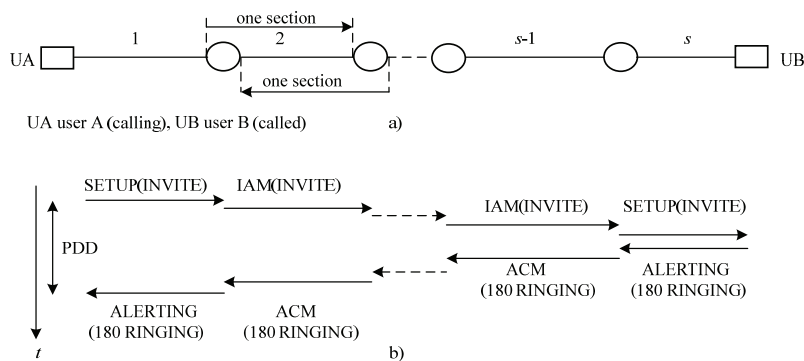 one section
1
2
s-1
s
UA
UB
one section
UA user A (calling), UB user B (called)
a)
SETUP(INVITE)
IAM(INVITE)
IAM(INVITE)
SETUP(INVITE)
PDD
ALERTING
(180 RINGING)
ACM
(180 RINGING)
ACM
(180 RINGING)
ALERTING
(180 RINGING)
t
b)